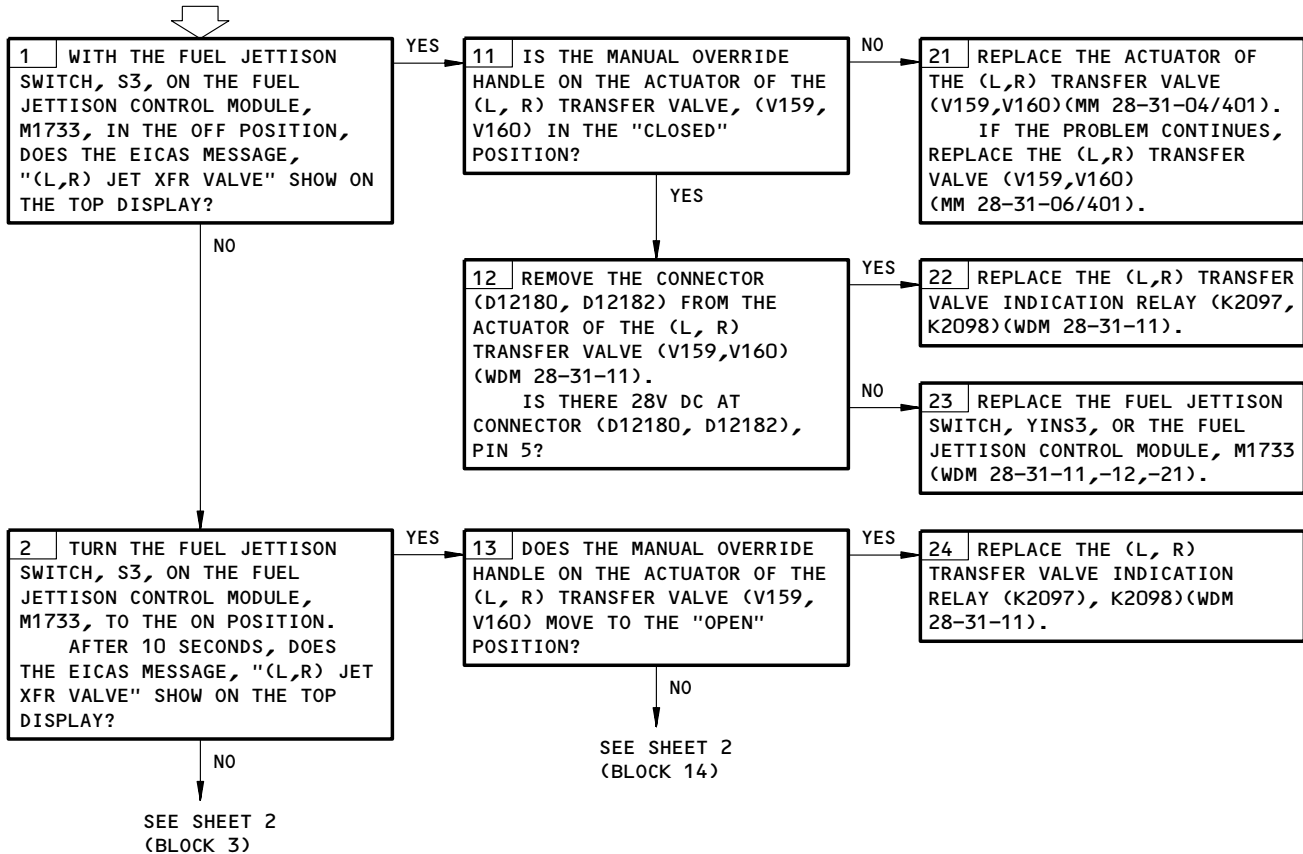 1 WITH THE FUEL JETTISON
SWITCH, S3, ON THE FUEL
JETTISON CONTROL MODULE,
M1733, IN THE OFF POSITION,
DOES THE EICAS MESSAGE,
"(L,R) JET XFR VALVE" SHOW ON
THE TOP DISPLAY?
YES
NO
11 IS THE MANUAL OVERRIDE
HANDLE ON THE ACTUATOR OF THE
(L, R) TRANSFER VALVE, (V159,
V160) IN THE "CLOSED"
POSITION?
NO
YES
21 REPLACE THE ACTUATOR OF
THE (L,R) TRANSFER VALVE
(V159,V160)(MM 28-31-04/401).
IF THE PROBLEM CONTINUES,
REPLACE THE (L,R) TRANSFER
VALVE (V159,V160)
(MM 28-31-06/401).
12 REMOVE THE CONNECTOR
(D12180, D12182) FROM THE
ACTUATOR OF THE (L, R)
TRANSFER VALVE (V159,V160)
(WDM 28-31-11).
IS THERE 28V DC AT
CONNECTOR (D12180, D12182),
PIN 5?
YES
NO
22 REPLACE THE (L,R) TRANSFER
VALVE INDICATION RELAY (K2097,
K2098)(WDM 28-31-11).
23 REPLACE THE FUEL JETTISON
SWITCH, YINS3, OR THE FUEL
JETTISON CONTROL MODULE, M1733
(WDM 28-31-11,-12,-21).
2 TURN THE FUEL JETTISON
SWITCH, S3, ON THE FUEL
JETTISON CONTROL MODULE,
M1733, TO THE ON POSITION.
AFTER 10 SECONDS, DOES
THE EICAS MESSAGE, "(L,R) JET
XFR VALVE" SHOW ON THE TOP
DISPLAY?
YES
NO
SEE SHEET 2
(BLOCK 3)
13 DOES THE MANUAL OVERRIDE
HANDLE ON THE ACTUATOR OF THE
(L, R) TRANSFER VALVE (V159,
V160) MOVE TO THE "OPEN"
POSITION?
YES
NO
SEE SHEET 2
(BLOCK 14)
24 REPLACE THE (L, R)
TRANSFER VALVE INDICATION
RELAY (K2097), K2098)(WDM
28-31-11).